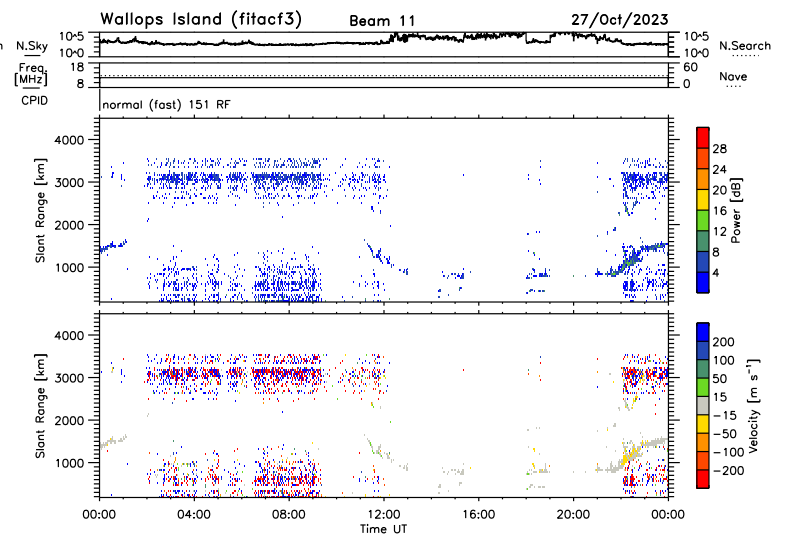 Wallops Island (fitacf3) Beam 11 27/Oct/2023
n N.Sky 10^5 10^5 N.Search
10^0 10^0
Freq. 18 60 Nave
[MHz] 8 0
CPID normal (fast) 151 RF
4000
3000
2000
1000
Slant Range [km]
28
24
20
16
12
8
4
Power [dB]
4000
3000
2000
1000
Slant Range [km]
200
100
50
15
-15
-50
-100
-200
Velocity [m s⁻¹]
00:00 04:00 08:00 12:00 16:00 20:00 00:00
Time UT